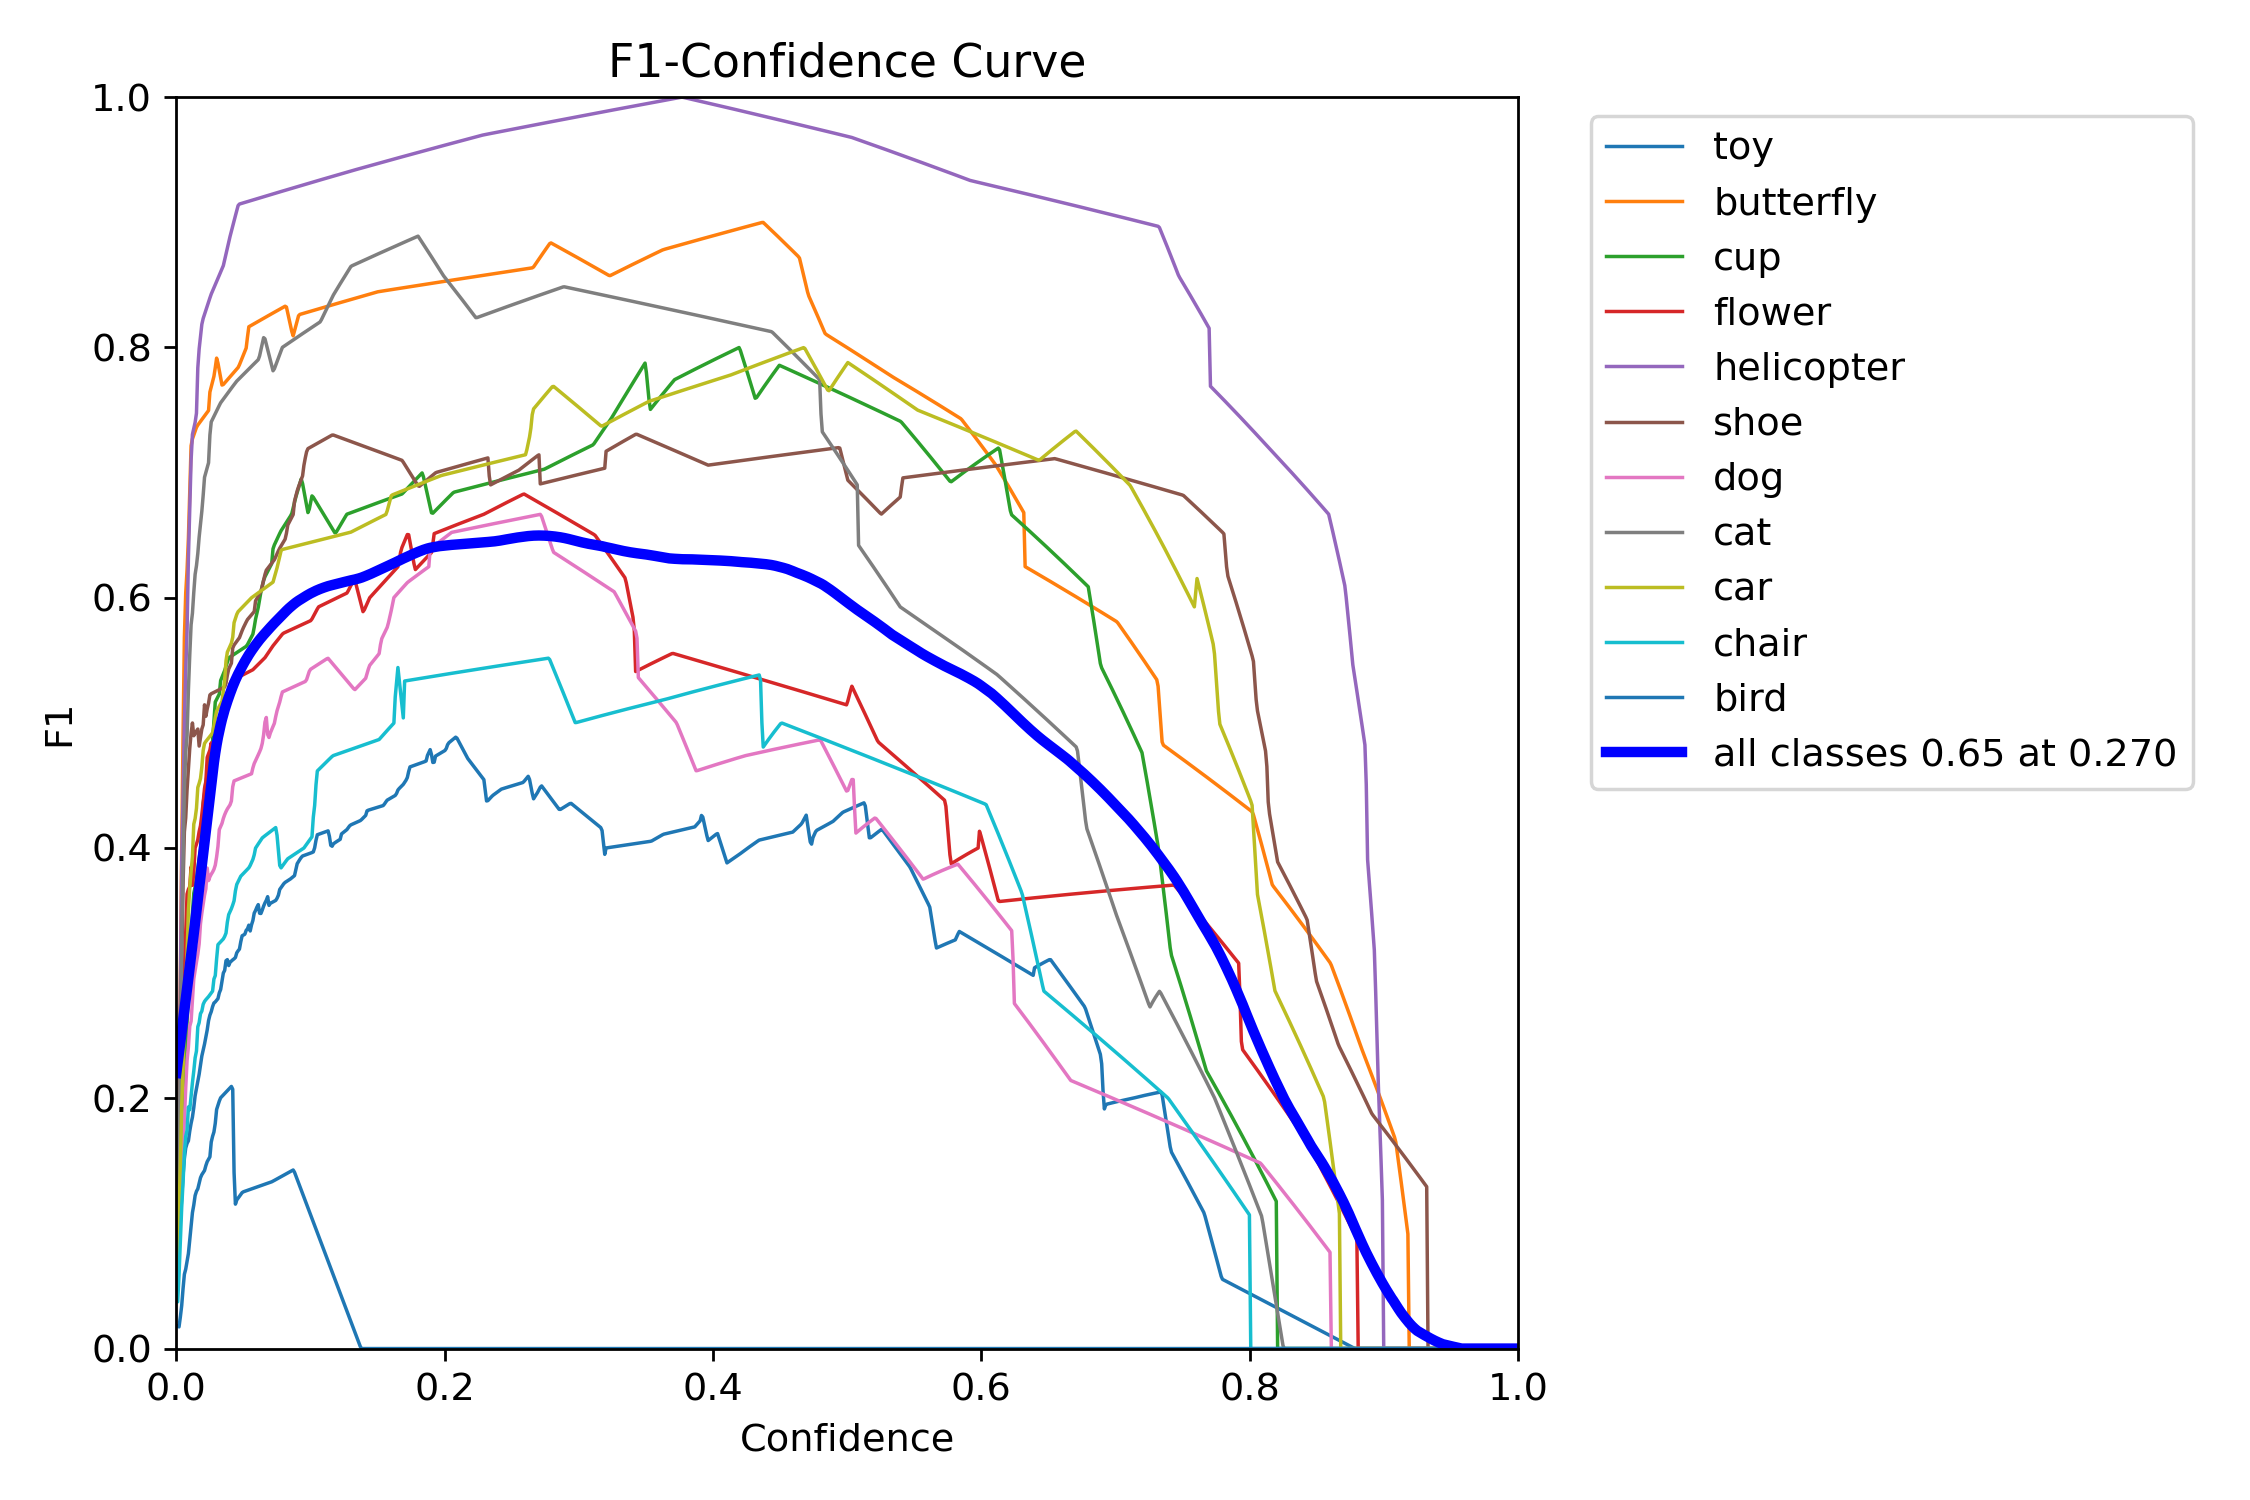 F1-Confidence Curve
1.0
0.8
0.6
0.4
0.2
0.0
F1
0.0 0.2 0.4 0.6 0.8 1.0
Confidence
toy
butterfly
cup
flower
helicopter
shoe
dog
cat
car
chair
bird
all classes 0.65 at 0.270